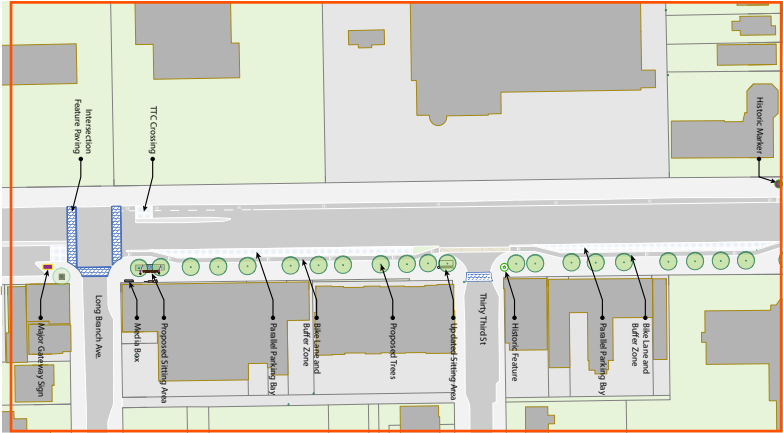 Intersection
Feature Paving
TTC Crossing
Historic Marker
Major Gateway Sign
Long Branch Ave.
Media Box
Proposed Sitting Area
Parallel Parking Bay
Bike Lane and
Buffer Zone
Proposed Trees
Updated Sitting Area
Thirty Third St
Historic Feature
Parallel Parking Bay
Bike Lane and
Buffer Zone